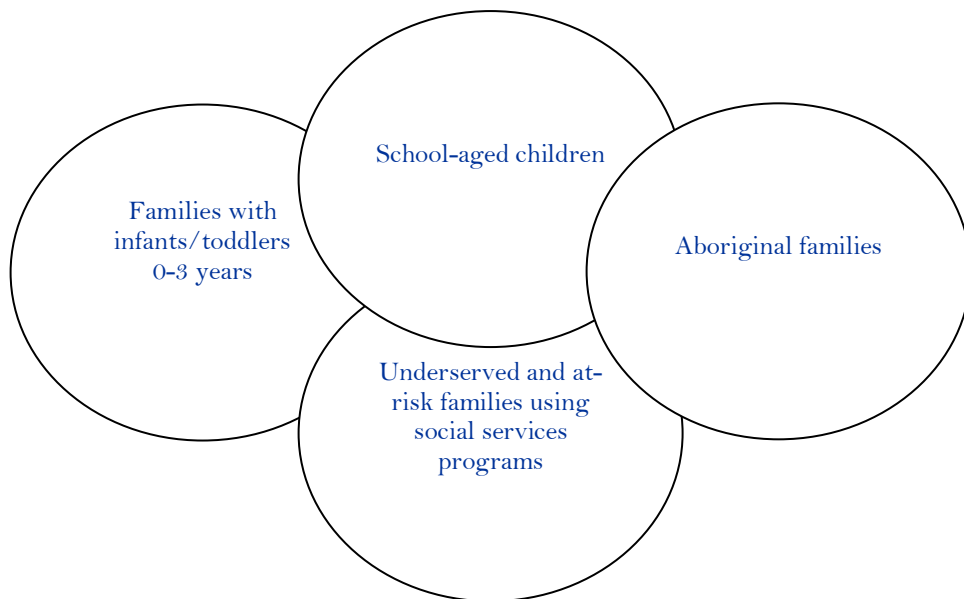 School-aged children
Families with
infants/toddlers
0-3 years
Aboriginal families
Underserved and at-
risk families using
social services
programs